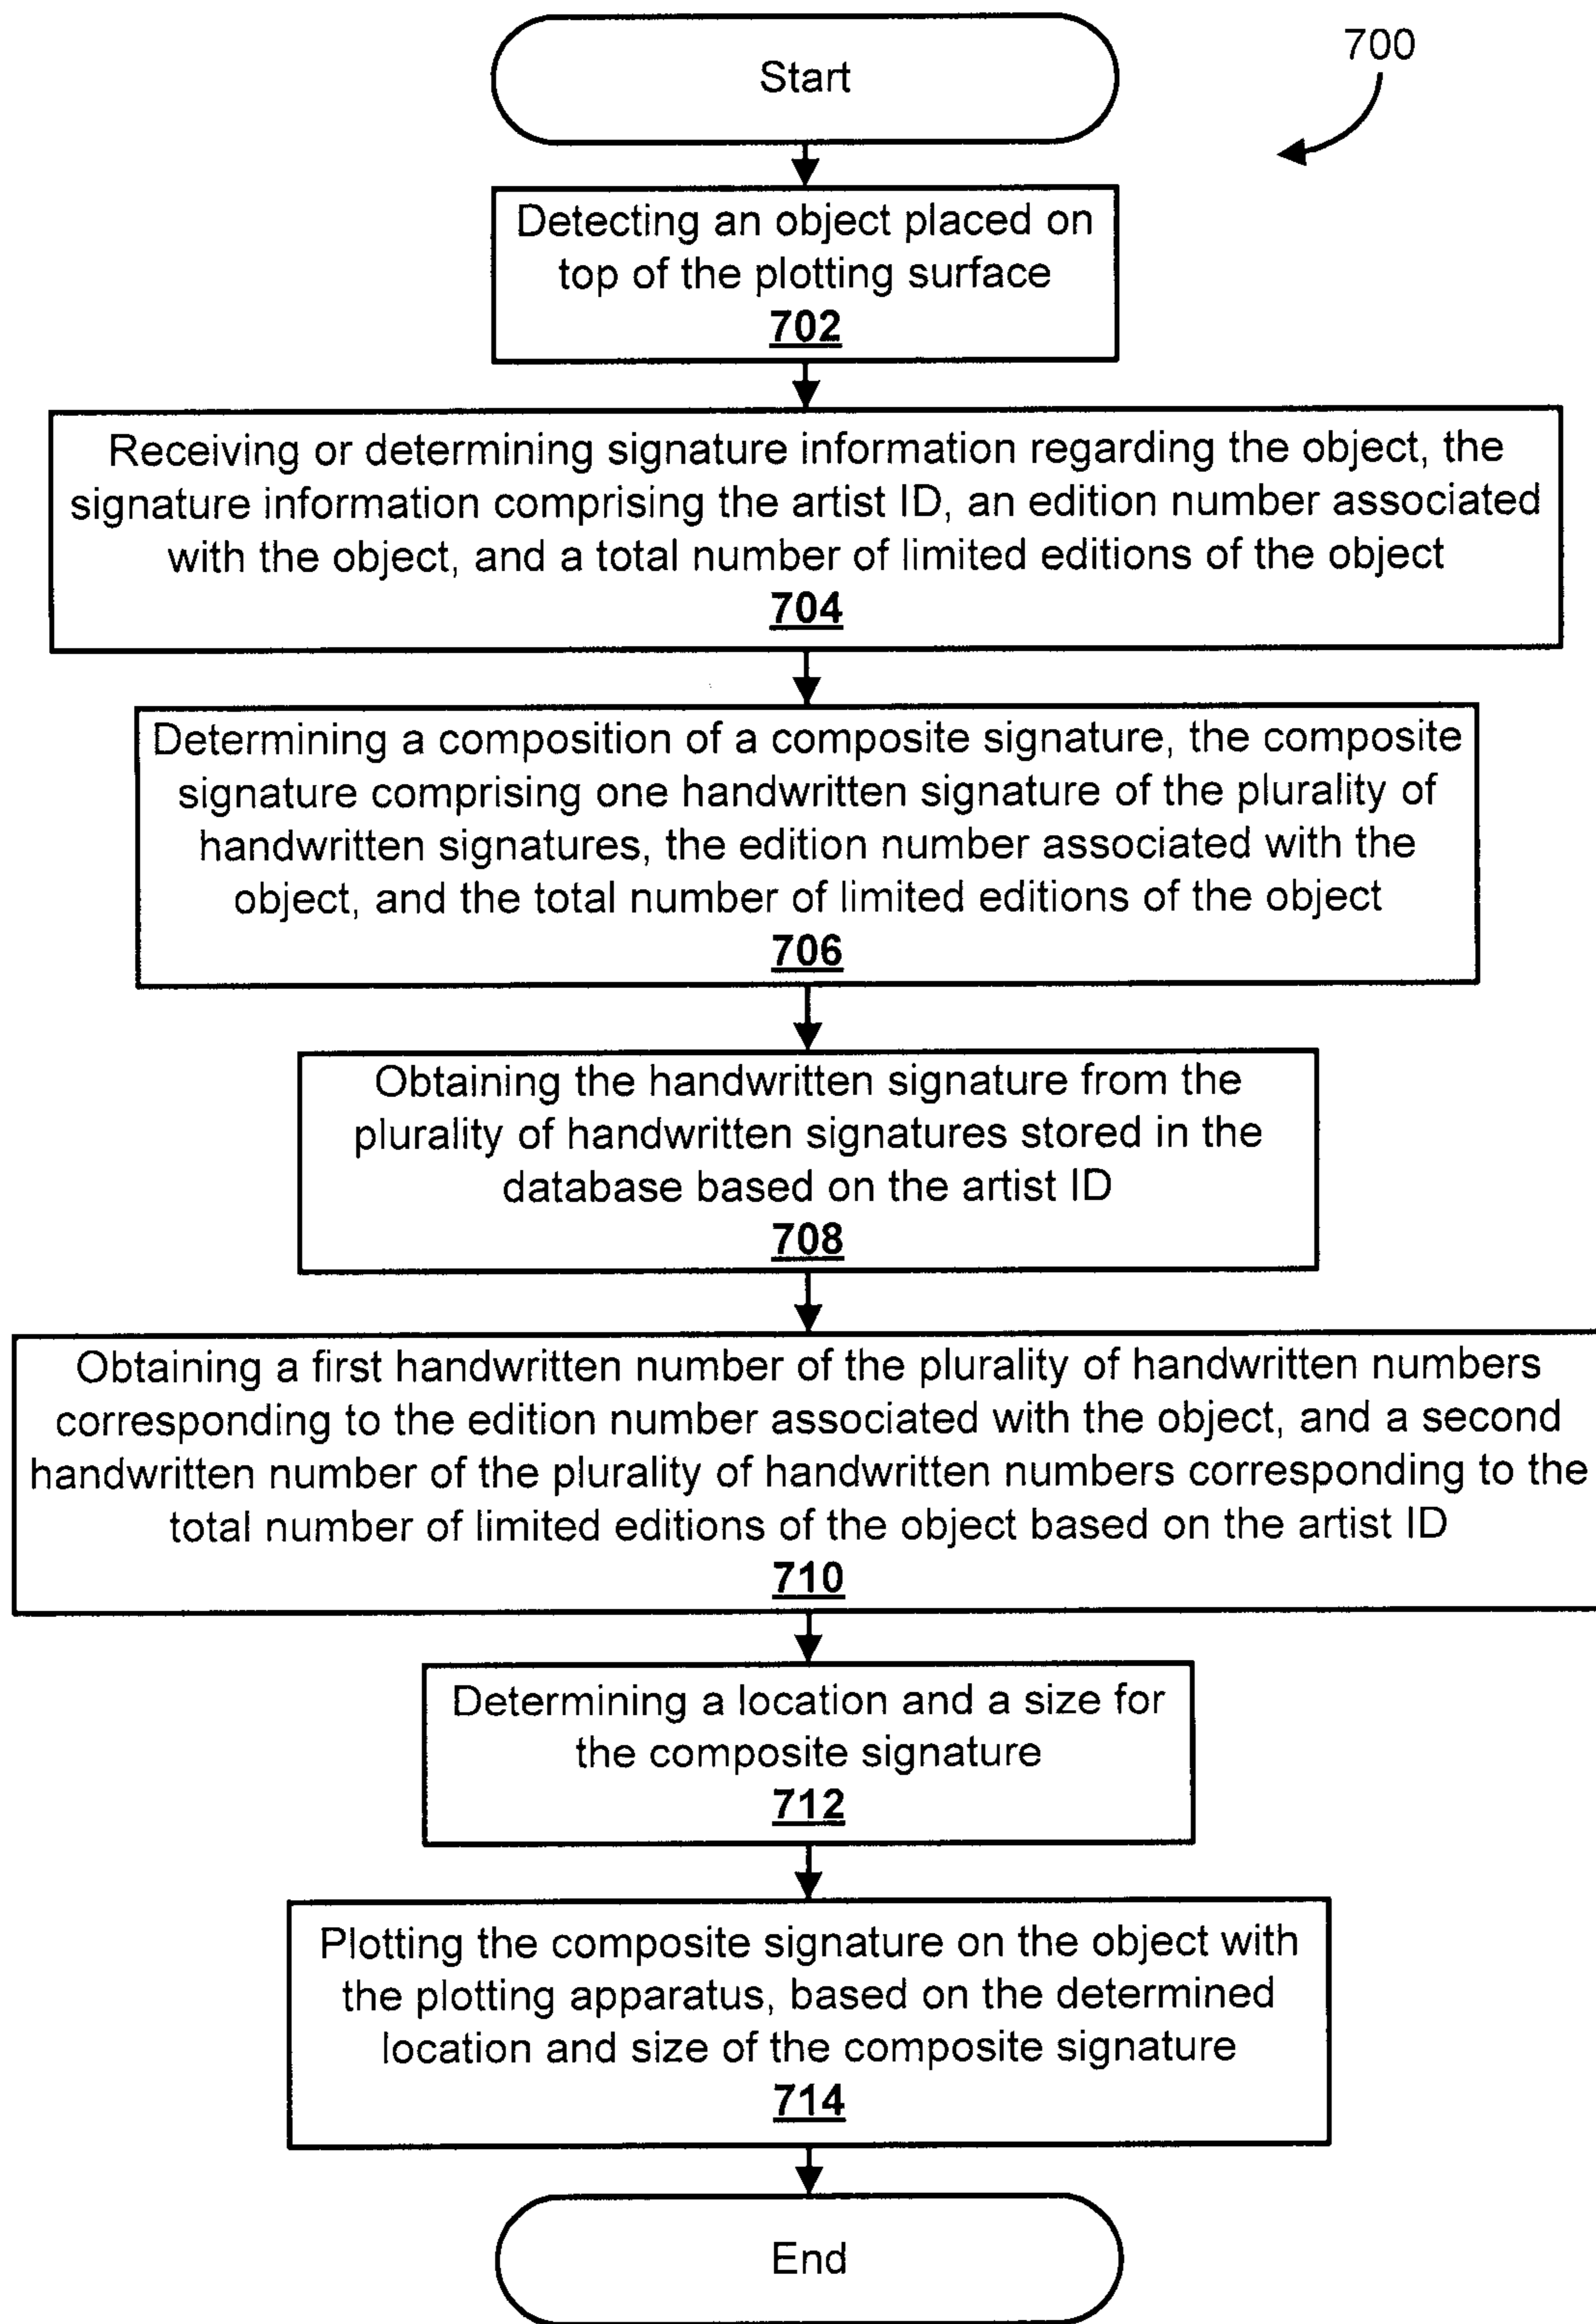 Start
700
Detecting an object placed on
top of the plotting surface
702
Receiving or determining signature information regarding the object, the
signature information comprising the artist ID, an edition number associated
with the object, and a total number of limited editions of the object
704
Determining a composition of a composite signature, the composite
signature comprising one handwritten signature of the plurality of
handwritten signatures, the edition number associated with the
object, and the total number of limited editions of the object
706
Obtaining the handwritten signature from the
plurality of handwritten signatures stored in the
database based on the artist ID
708
Obtaining a first handwritten number of the plurality of handwritten numbers
corresponding to the edition number associated with the object, and a second
handwritten number of the plurality of handwritten numbers corresponding to the
total number of limited editions of the object based on the artist ID
710
Determining a location and a size for
the composite signature
712
Plotting the composite signature on the object with
the plotting apparatus, based on the determined
location and size of the composite signature
714
End